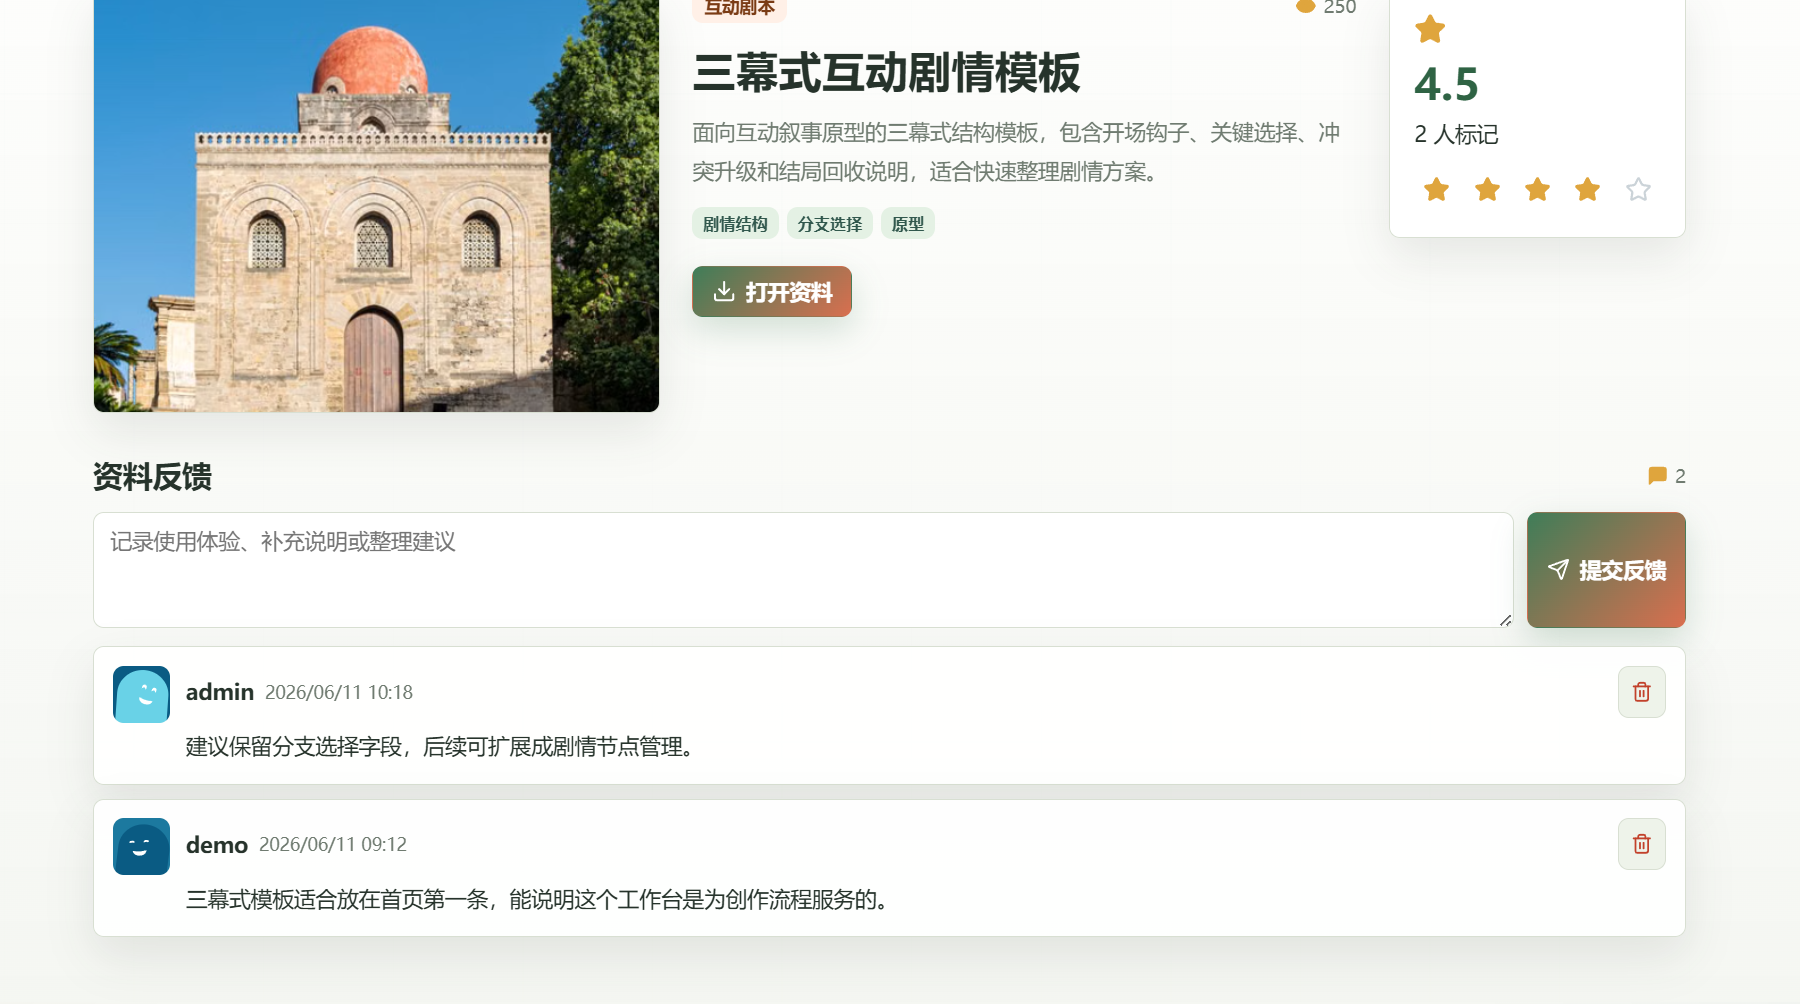 互动剧本
250
三幕式互动剧情模板
面向互动叙事原型的三幕式结构模板，包含开场钩子、关键选择、冲
突升级和结局回收说明，适合快速整理剧情方案。
剧情结构 分支选择 原型
打开资料
4.5
2 人标记
资料反馈
2
记录使用体验、补充说明或整理建议
提交反馈
admin 2026/06/11 10:18
建议保留分支选择字段，后续可扩展成剧情节点管理。
demo 2026/06/11 09:12
三幕式模板适合放在首页第一条，能说明这个工作台是为创作流程服务的。